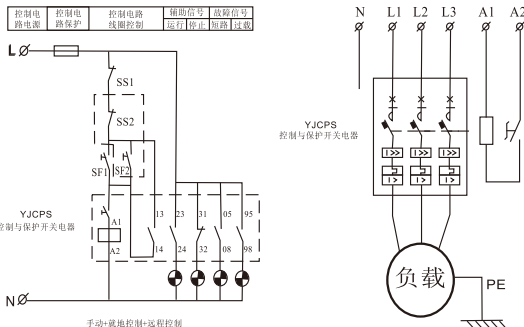 控制电路电源 控制电路保护 控制电路线圈控制 辅助信号 故障信号
运行 停止 短路 过载
L
SS1
SS2
SF1 SF2
YJCPS
控制与保护开关电器
A1
A2
13 23 31 05 95
14 24 32 08 98
N
手动+就地控制+远程控制
N L1 L2 L3 A1 A2
YJCPS
控制与保护开关电器
I>> I>> I>>
I> I> I>
负载
PE